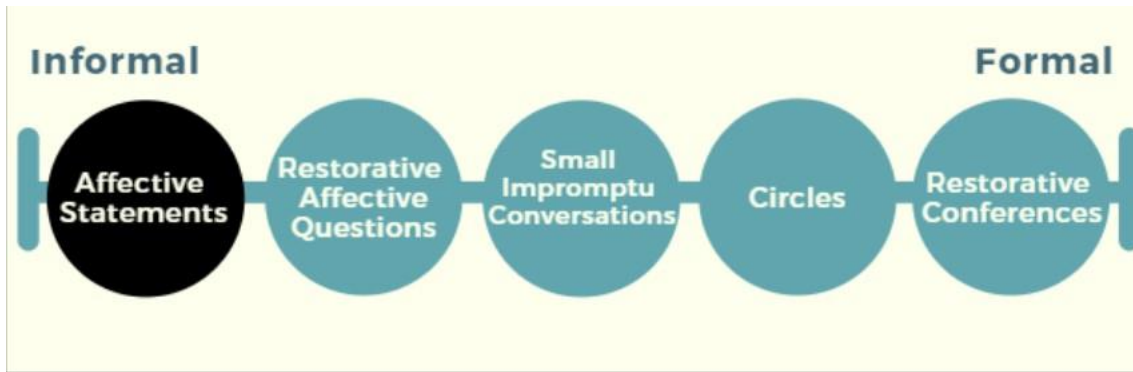 Informal
Formal
Affective
Statements
Restorative
Affective
Questions
Small
Impromptu
Conversations
Circles
Restorative
Conferences